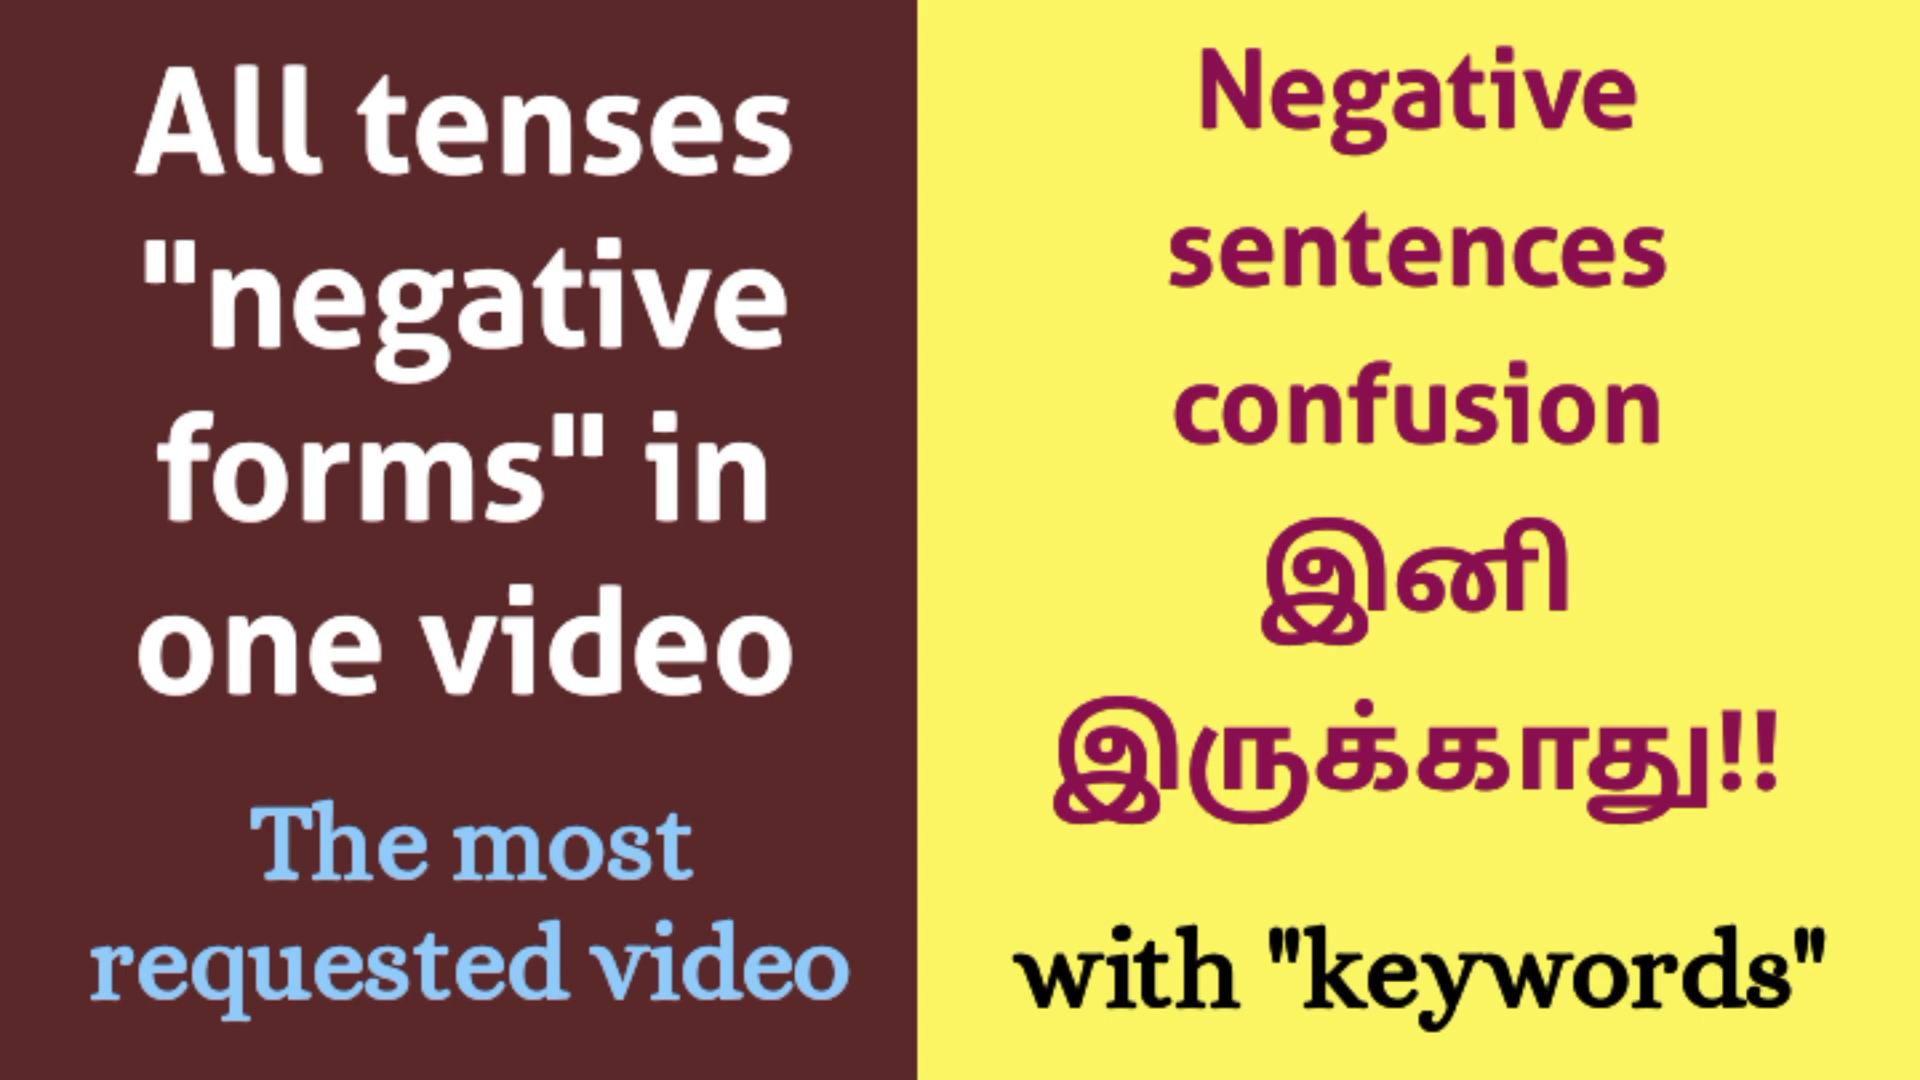 All tenses
"negative
forms" in
one video
The most
requested video
Negative
sentences
confusion
இனி
இருக்காது!!
with "keywords"